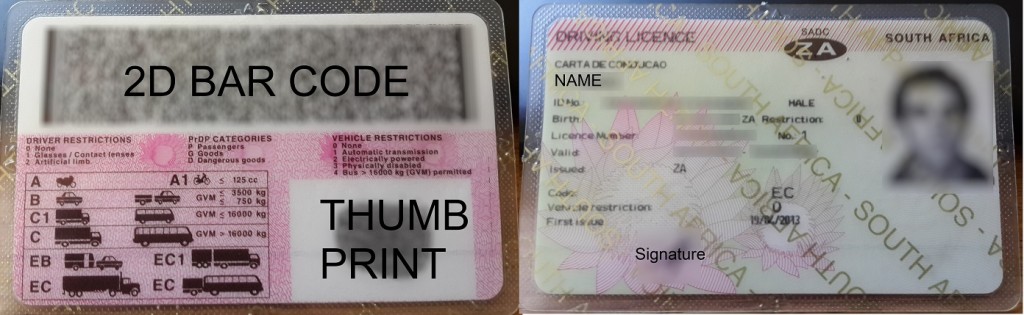 2D BAR CODE
DRIVER RESTRICTIONS
0 None
1 Glasses / Contact lenses
2 Artificial limb
PrDP CATEGORIES
P Passengers
G Goods
D Dangerous goods
VEHICLE RESTRICTIONS
0 None
1 Automatic transmission
2 Electrically powered
3 Physically disabled
4 Bus > 16000 kg (GVM) permitted
A A1 ≤ 125 cc
B GVM ≤ 3500 kg
≤ 750 kg
C1 GVM ≤ 16000 kg
C GVM > 16000 kg
EB EC1
EC EC
THUMB
PRINT
DRIVING LICENCE
SADC
ZA
SOUTH AFRICA
CARTA DE CONDUCAO
NAME
ID No.
Birth ZA Restriction:
Licence Number No. 1
Valid
Issued ZA
Code: EC
Vehicle restriction: 0
First issue
Signature
SOUTH AFRICA - SOUTH AFRICA